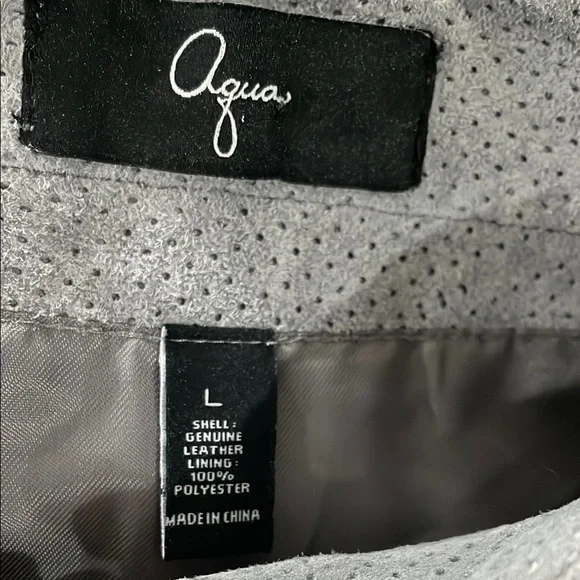 Aqua
L
SHELL:
GENUINE
LEATHER
LINING:
100%
POLYESTER
MADE IN CHINA